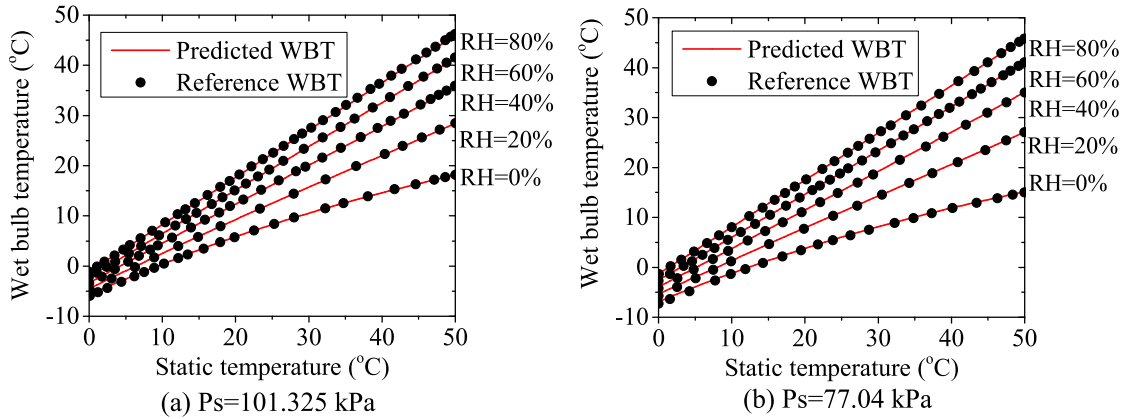 50
40
30
20
10
0
-10
Wet bulb temperature (°C)
Predicted WBT
Reference WBT
RH=80%
RH=60%
RH=40%
RH=20%
RH=0%
0 10 20 30 40 50
Static temperature (°C)
(a) Ps=101.325 kPa
50
40
30
20
10
0
-10
Wet bulb temperature (°C)
Predicted WBT
Reference WBT
RH=80%
RH=60%
RH=40%
RH=20%
RH=0%
0 10 20 30 40 50
Static temperature (°C)
(b) Ps=77.04 kPa